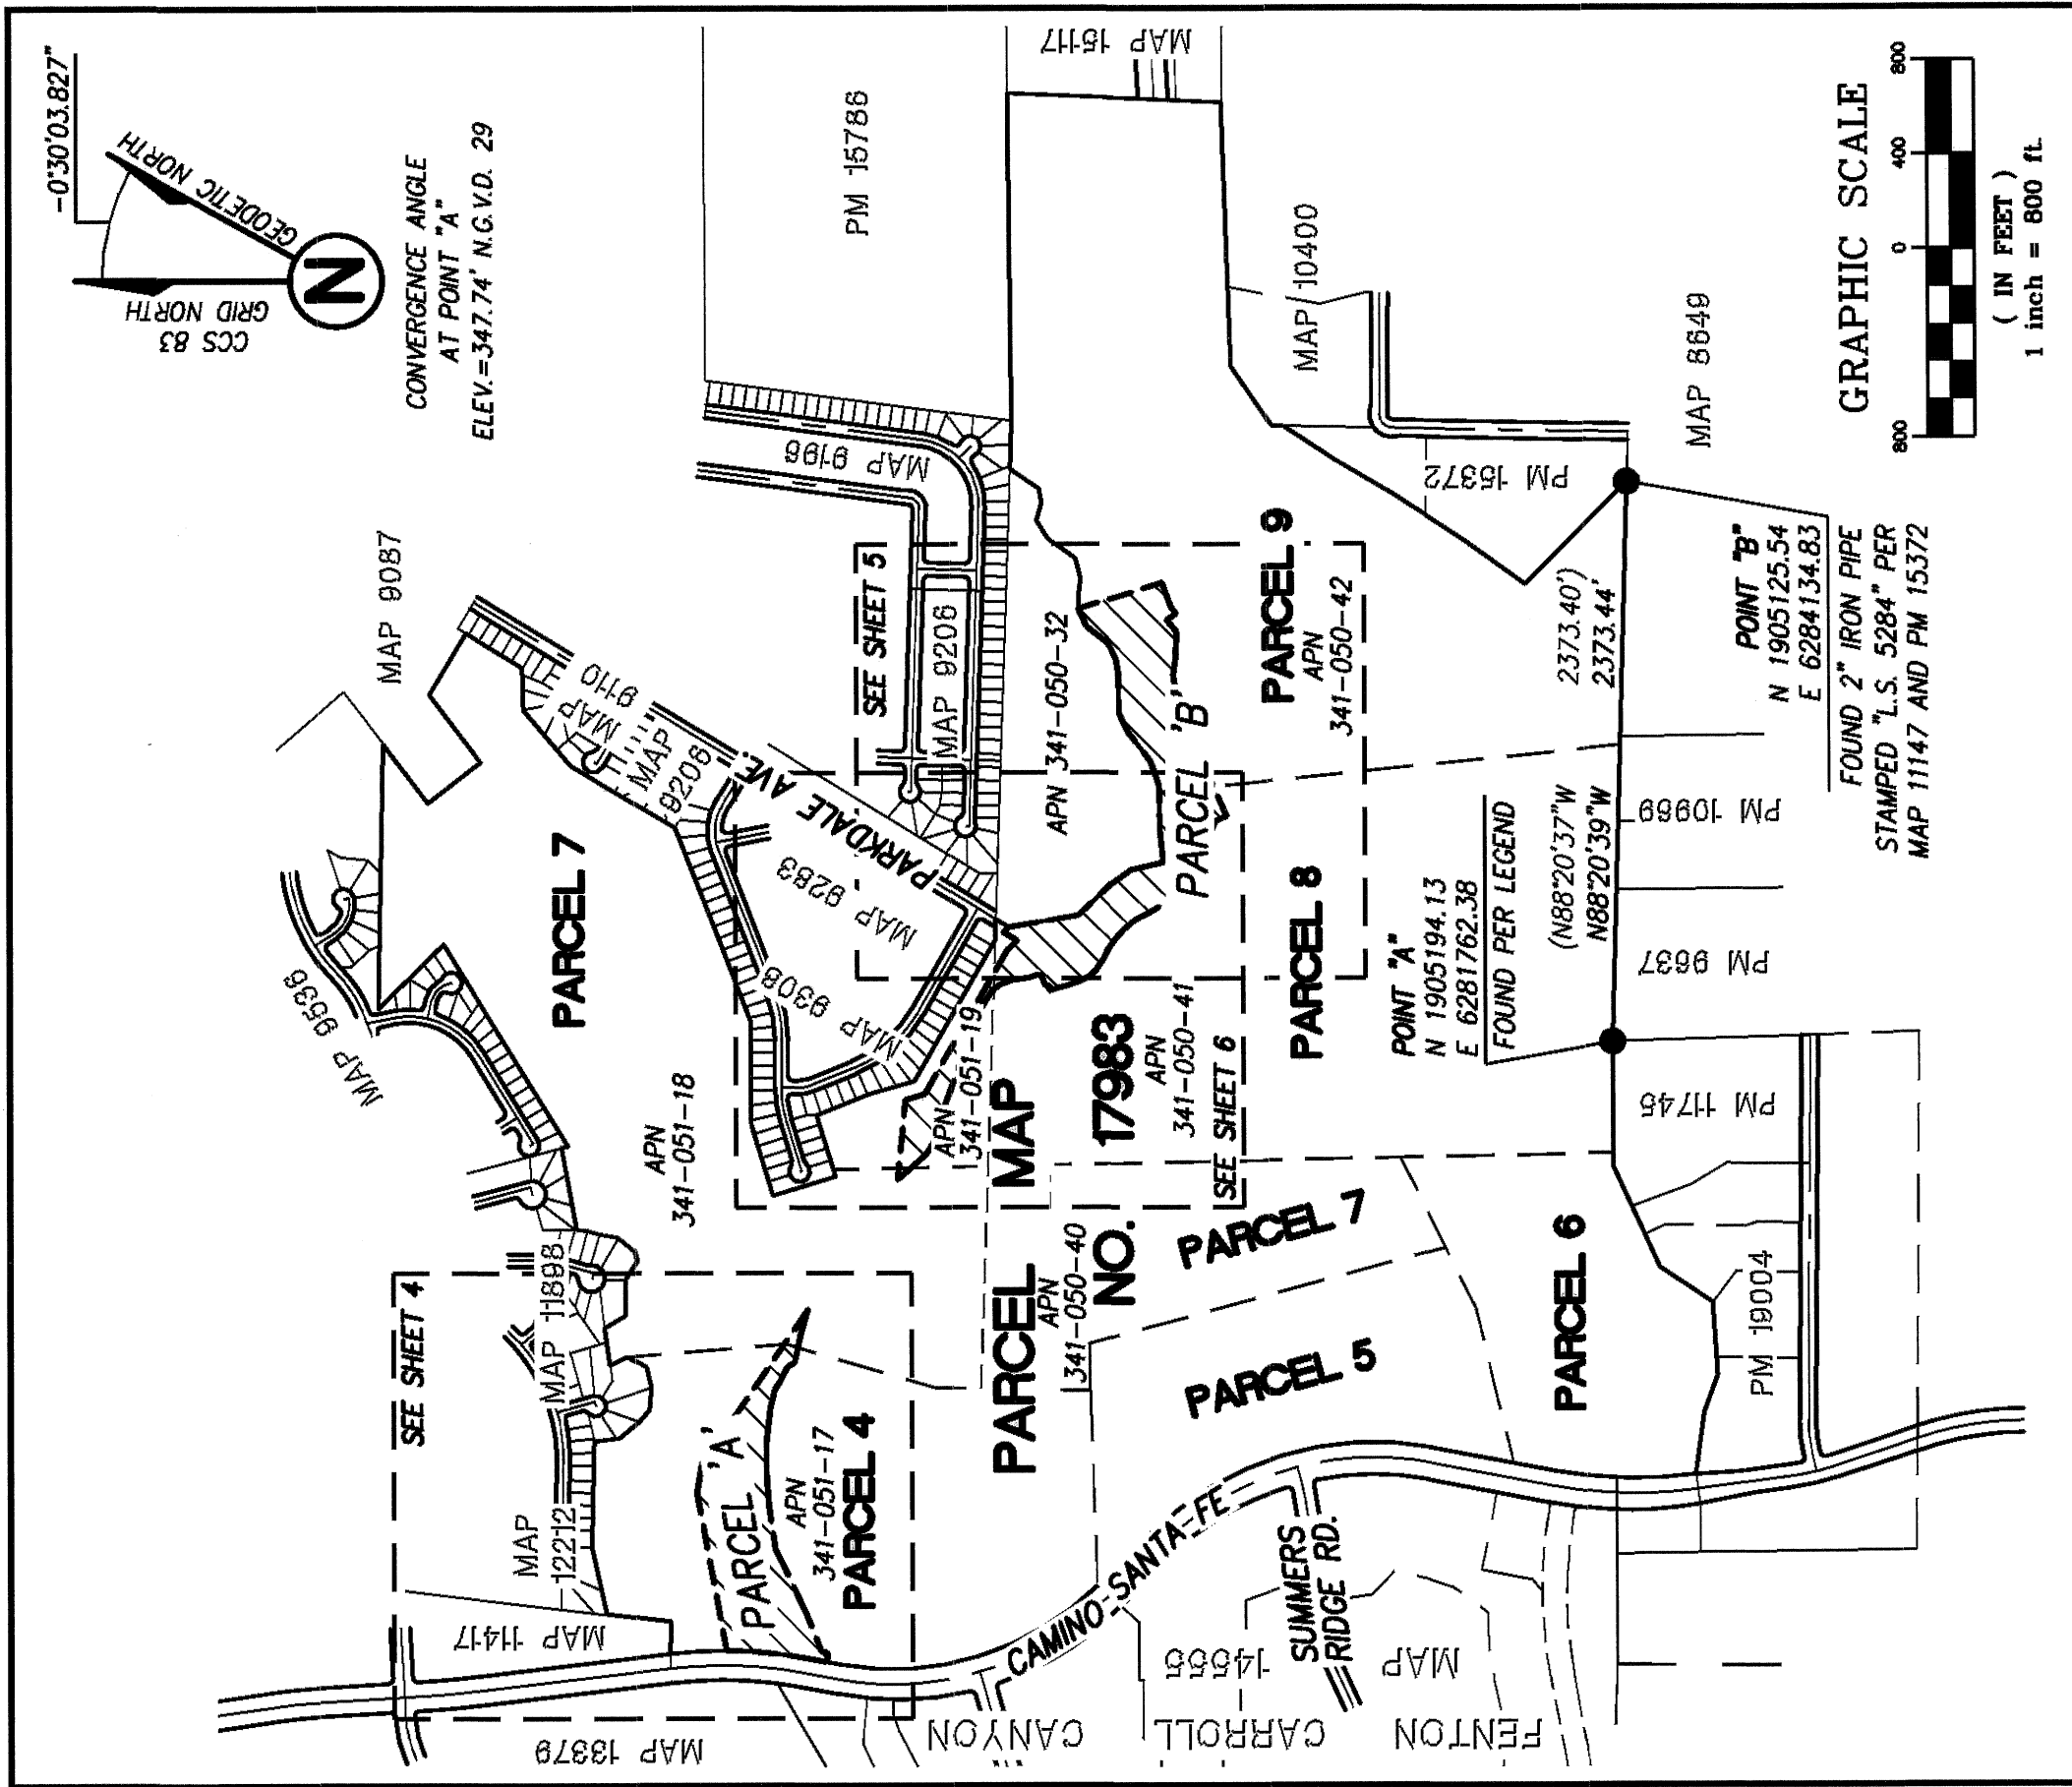 -0°30'03.827"
GEODETIC NORTH
CCS 83
GRID NORTH
N
CONVERGENCE ANGLE
AT POINT "A"
ELEV.=347.74' N.G.V.D. 29
MAP 15117
PM 15786
MAP 9087
MAP 9196
MAP 9110
MAP
9206
SEE SHEET 5
MAP 9206
PARKDALE AVE.
MAP 9283
MAP 9308
MAP 9536
PARCEL 7
APN
341-051-18
APN 341-050-32
PARCEL 'B'
PARCEL 9
APN
341-050-42
MAP 10400
PM 15372
MAP 8649
POINT "B"
N 1905125.54
E 6284134.83
FOUND 2" IRON PIPE
STAMPED "L.S. 5284" PER
MAP 11147 AND PM 15372
2373.40')
2373.44'
(N88°20'37"W
N88°20'39"W
PM 10969
PM 9637
POINT "A"
N 1905194.13
E 6281762.38
FOUND PER LEGEND
PARCEL 8
APN
341-051-19
PARCEL MAP
NO. 17983
APN
341-050-41
SEE SHEET 6
APN
341-050-40
PARCEL 7
PARCEL 5
PARCEL 6
PM 11745
PM 19004
SEE SHEET 4
MAP 11898
MAP
12212
MAP 11417
PARCEL 'A'
APN
341-051-17
PARCEL 4
MAP 13379
CAMINO SANTA FE
SUMMERS
RIDGE RD.
CANYON
CARROLL
FENTON
MAP
14555
GRAPHIC SCALE
800
0
400
800
( IN FEET )
1 inch = 800 ft.